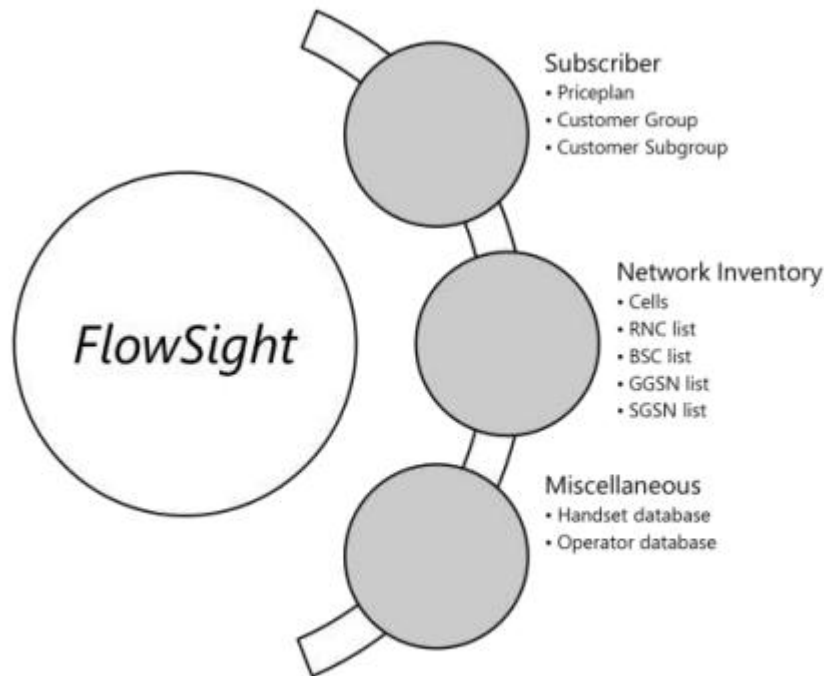 FlowSight
Subscriber
• Priceplan
• Customer Group
• Customer Subgroup
Network Inventory
• Cells
• RNC list
• BSC list
• GGSN list
• SGSN list
Miscellaneous
• Handset database
• Operator database